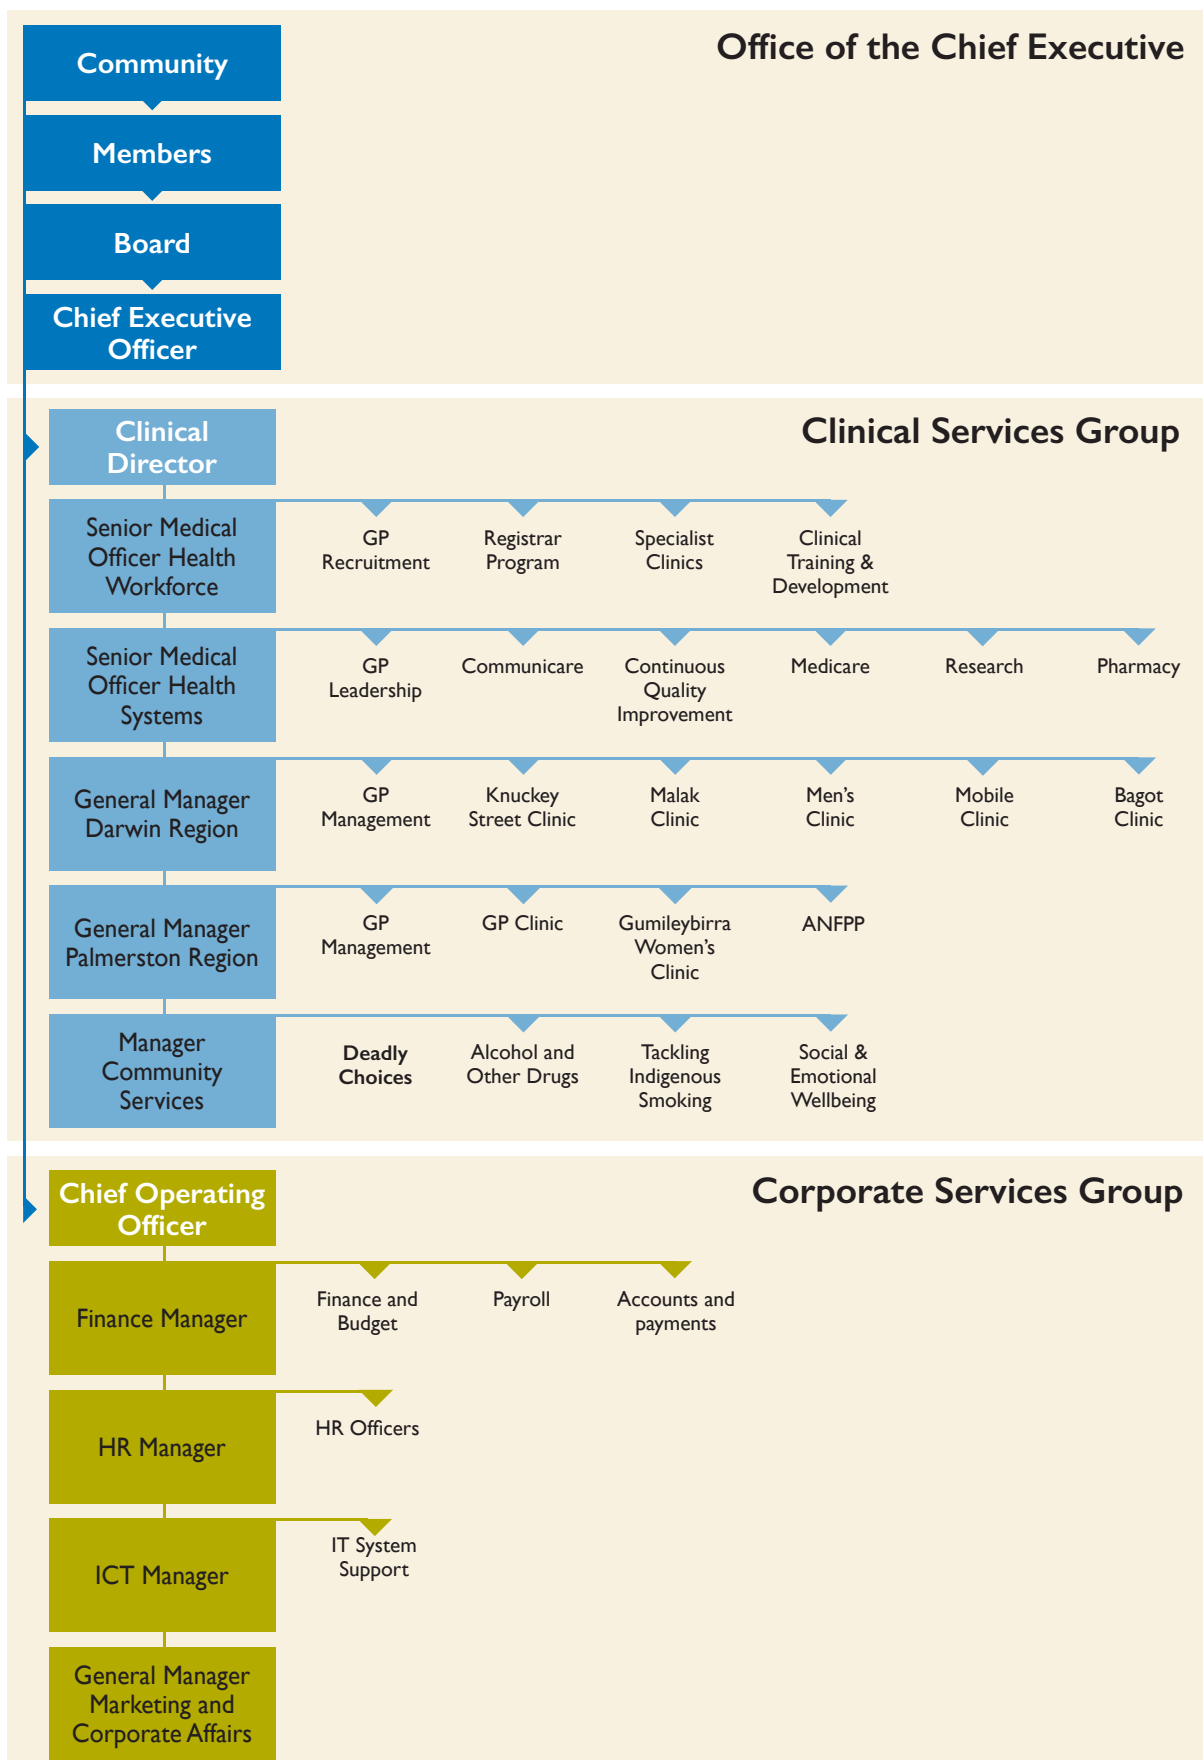 Office of the Chief Executive
Community
Members
Board
Chief Executive
Officer
Clinical Services Group
Clinical
Director
Senior Medical
Officer Health
Workforce
GP
Recruitment
Registrar
Program
Specialist
Clinics
Clinical
Training &
Development
Senior Medical
Officer Health
Systems
GP
Leadership
Communicare
Continuous
Quality
Improvement
Medicare
Research
Pharmacy
General Manager
Darwin Region
GP
Management
Knuckey
Street Clinic
Malak
Clinic
Men's
Clinic
Mobile
Clinic
Bagot
Clinic
General Manager
Palmerston Region
GP
Management
GP Clinic
Gumileybirra
Women's
Clinic
ANFPP
Manager
Community
Services
Deadly
Choices
Alcohol and
Other Drugs
Tackling
Indigenous
Smoking
Social &
Emotional
Wellbeing
Corporate Services Group
Chief Operating
Officer
Finance Manager
Finance and
Budget
Payroll
Accounts and
payments
HR Manager
HR Officers
ICT Manager
IT System
Support
General Manager
Marketing and
Corporate Affairs